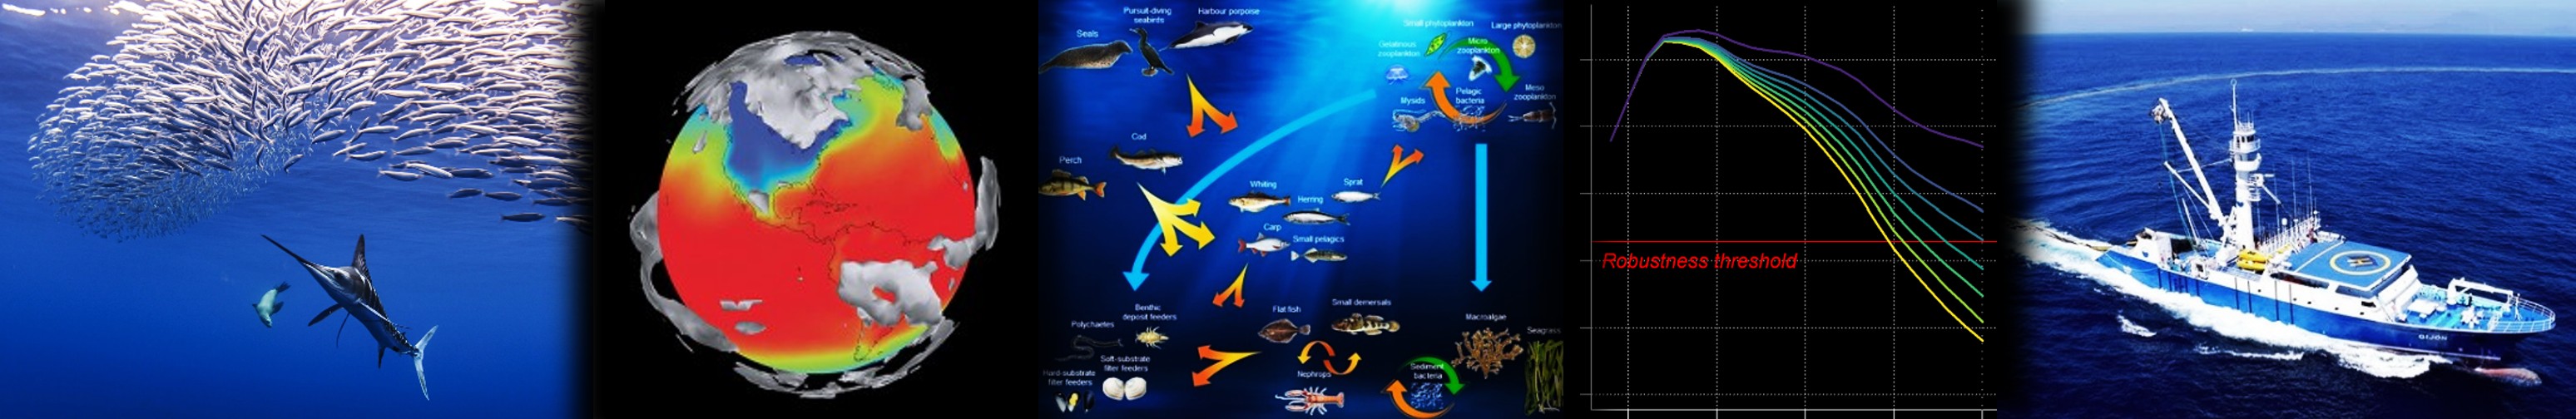 Pursuit-diving
seabirds
Harbour porpoise
Seals
Small phytoplankton
Large phytoplankton
Gelatinous
zooplankton
Micro
zooplankton
Mysids
Pelagic
bacteria
Meso
zooplankton
Cod
Perch
Whiting
Sprat
Herring
Carp
Small pelagics
Benthic
deposit feeders
Polychaetes
Soft-substrate
filter feeders
Hard-substrate
filter feeders
Flat fish
Small demersals
Nephrops
Macroalgae
Seagrass
Sediment
bacteria
Robustness threshold
H
GIJON